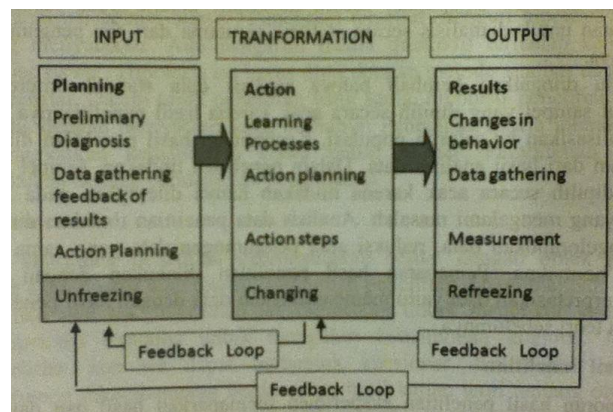 INPUT
TRANFORMATION
OUTPUT
Planning
Preliminary
Diagnosis
Data gathering
feedback of
results
Action Planning
Unfreezing
Action
Learning
Processes
Action planning
Action steps
Changing
Results
Changes in
behavior
Data gathering
Measurement
Refreezing
Feedback Loop
Feedback Loop
Feedback Loop